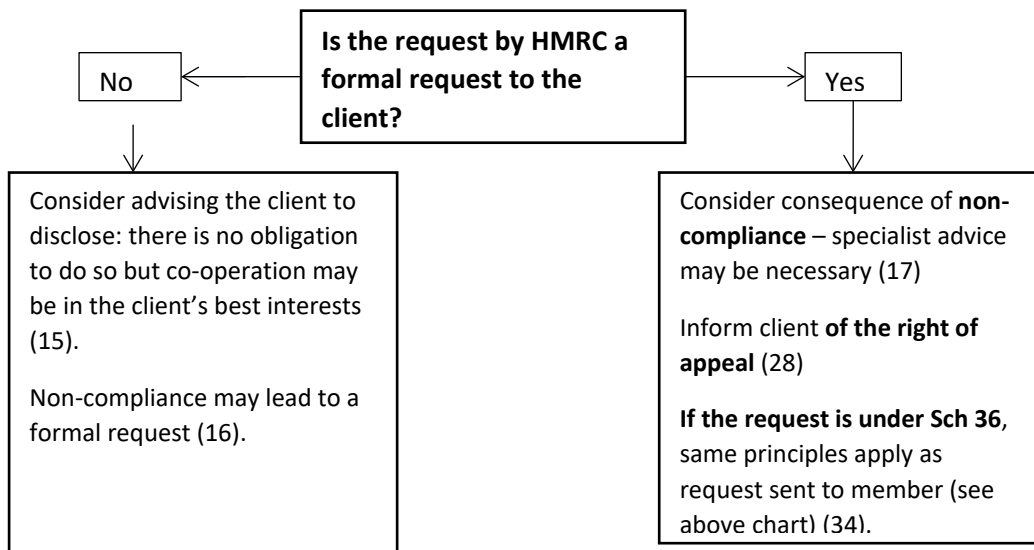 Is the request by HMRC a
formal request to the
client?
No
Yes
Consider advising the client to
disclose: there is no obligation
to do so but co-operation may
be in the client’s best interests
(15).
Non-compliance may lead to a
formal request (16).
Consider consequence of non-
compliance – specialist advice
may be necessary (17)
Inform client of the right of
appeal (28)
If the request is under Sch 36,
same principles apply as
request sent to member (see
above chart) (34).